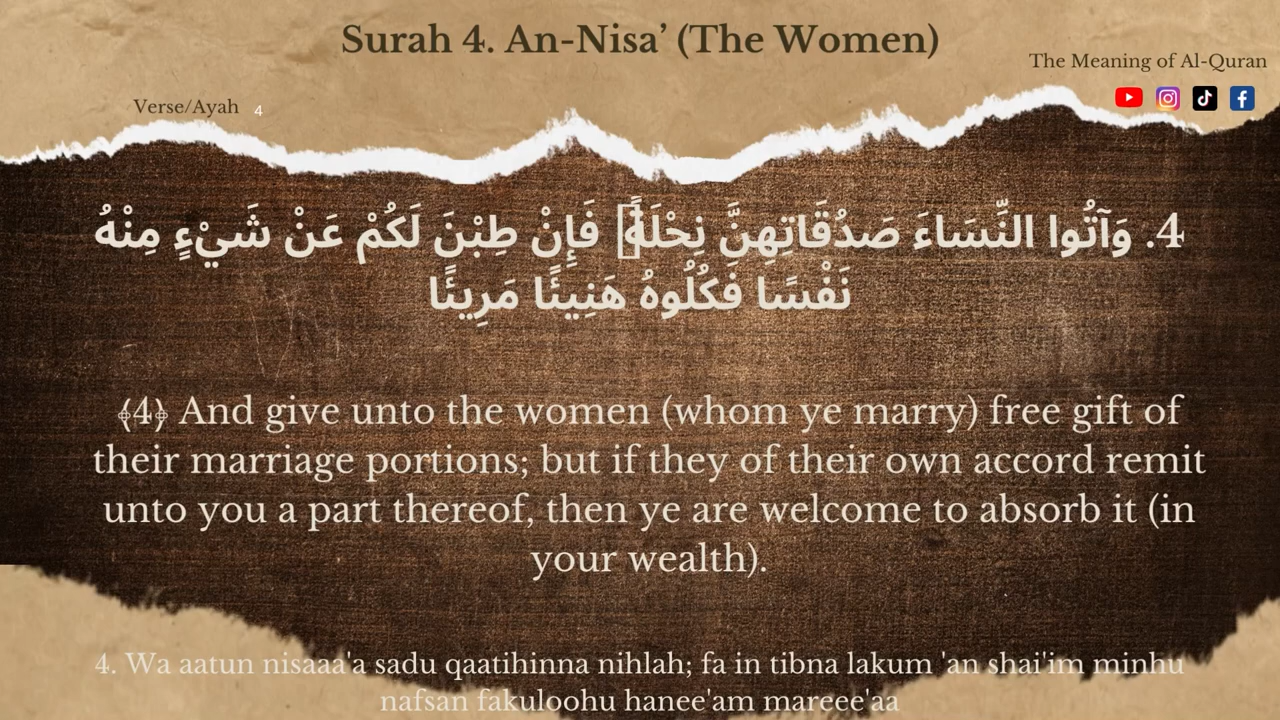 Surah 4. An-Nisa’ (The Women)
The Meaning of Al-Quran
Verse/Ayah 4
4. وَآتُوا النِّسَاءَ صَدُقَاتِهِنَّ نِحْلَةً فَإِنْ طِبْنَ لَكُمْ عَنْ شَيْءٍ مِنْهُ
نَفْسًا فَكُلُوهُ هَنِيئًا مَرِيئًا
﴾4﴿ And give unto the women (whom ye marry) free gift of
their marriage portions; but if they of their own accord remit
unto you a part thereof, then ye are welcome to absorb it (in
your wealth).
4. Wa aatun nisaaa'a sadu qaatihinna nihlah; fa in tibna lakum 'an shai'im minhu
nafsan fakuloohu hanee'am mareee'aa